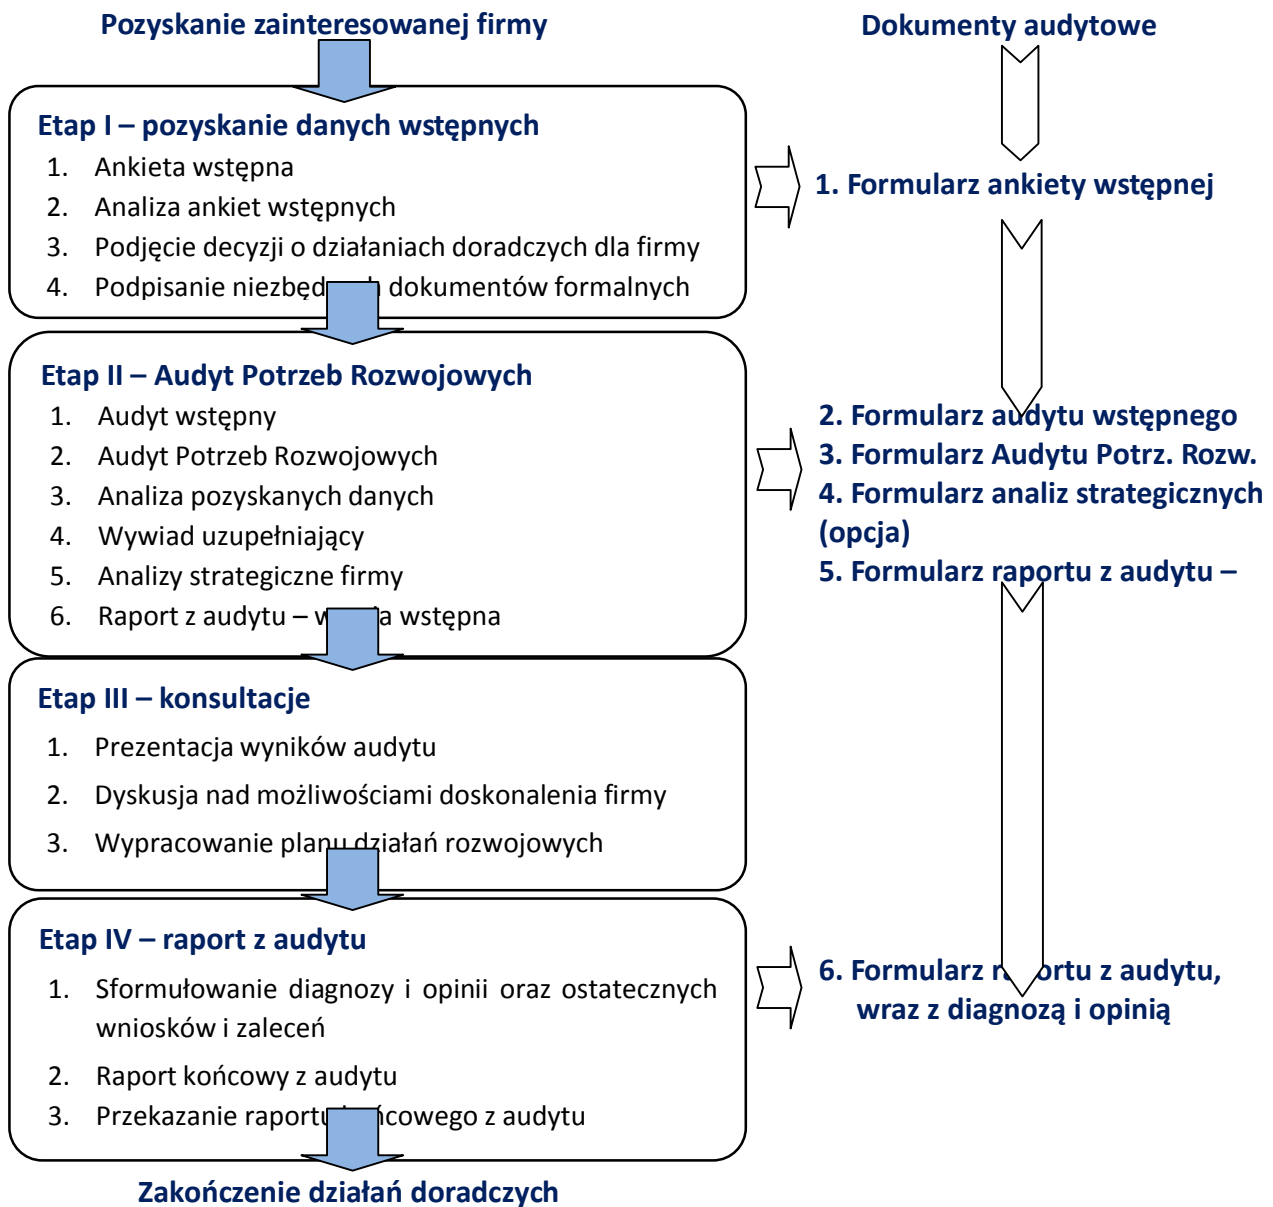 Pozyskanie zainteresowanej firmy
Dokumenty audytowe
Etap I – pozyskanie danych wstępnych
1. Ankieta wstępna
2. Analiza ankiet wstępnych
3. Podjęcie decyzji o działaniach doradczych dla firmy
4. Podpisanie dokumentów formalnych
1. Formularz ankiety wstępnej
Etap II – Audyt Potrzeb Rozwojowych
1. Audyt wstępny
2. Audyt Potrzeb Rozwojowych
3. Analiza pozyskanych danych
4. Wywiad uzupełniający
5. Analizy strategiczne firmy
6. Raport z audytu – wstępna
2. Formularz audytu wstępnego
3. Formularz Audytu Potrz. Rozw.
4. Formularz analiz strategicznych
(opcja)
5. Formularz raportu z audytu –
Etap III – konsultacje
1. Prezentacja wyników audytu
2. Dyskusja nad możliwościami doskonalenia firmy
3. Wypracowanie planu działań rozwojowych
Etap IV – raport z audytu
1. Sformułowanie diagnozy i opinii oraz ostatecznych
wniosków i zaleceń
2. Raport końcowy z audytu
3. Przekazanie raportu końcowego z audytu
6. Formularz raportu z audytu,
wraz z diagnozą i opinią
Zakończenie działań doradczych